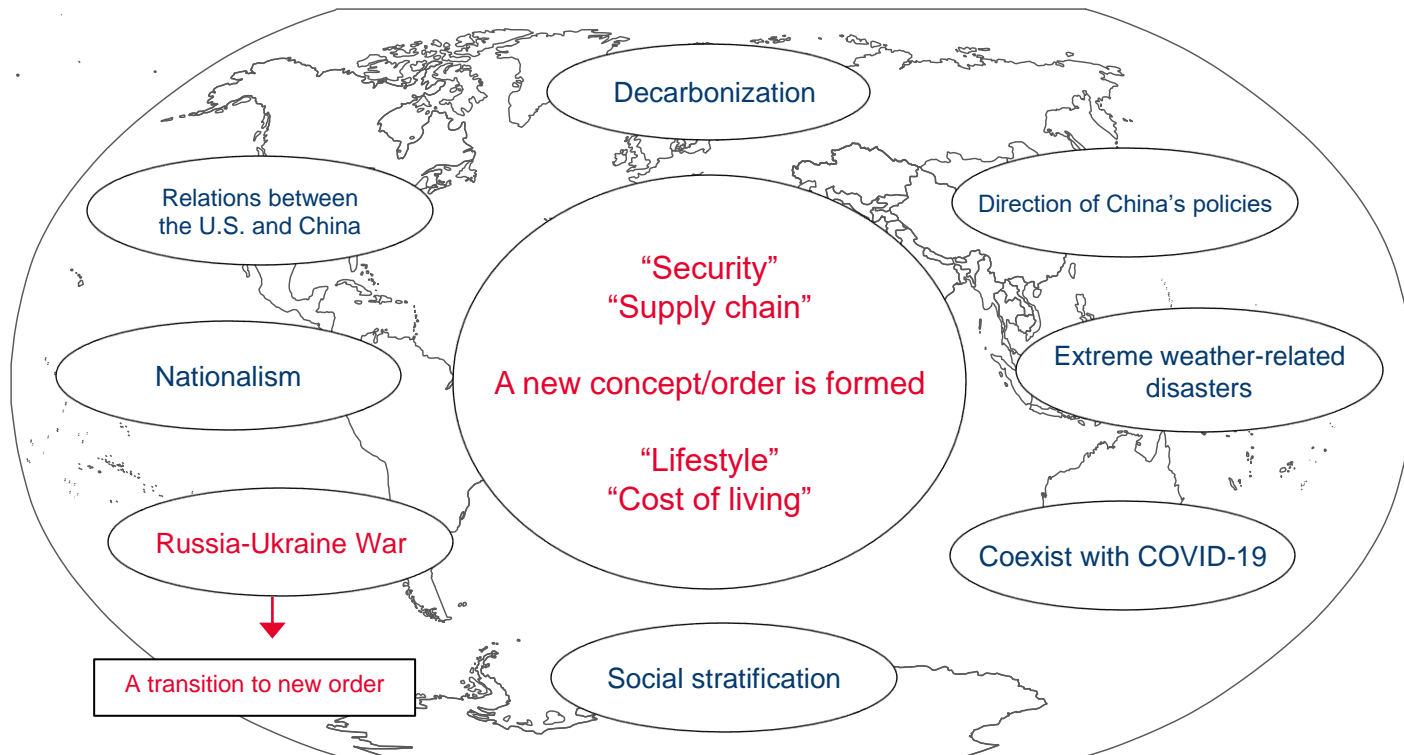 Decarbonization
Relations between
the U.S. and China
Direction of China’s policies
“Security”
“Supply chain”
A new concept/order is formed
“Lifestyle”
“Cost of living”
Nationalism
Extreme weather-related
disasters
Russia-Ukraine War
Coexist with COVID-19
A transition to new order
Social stratification